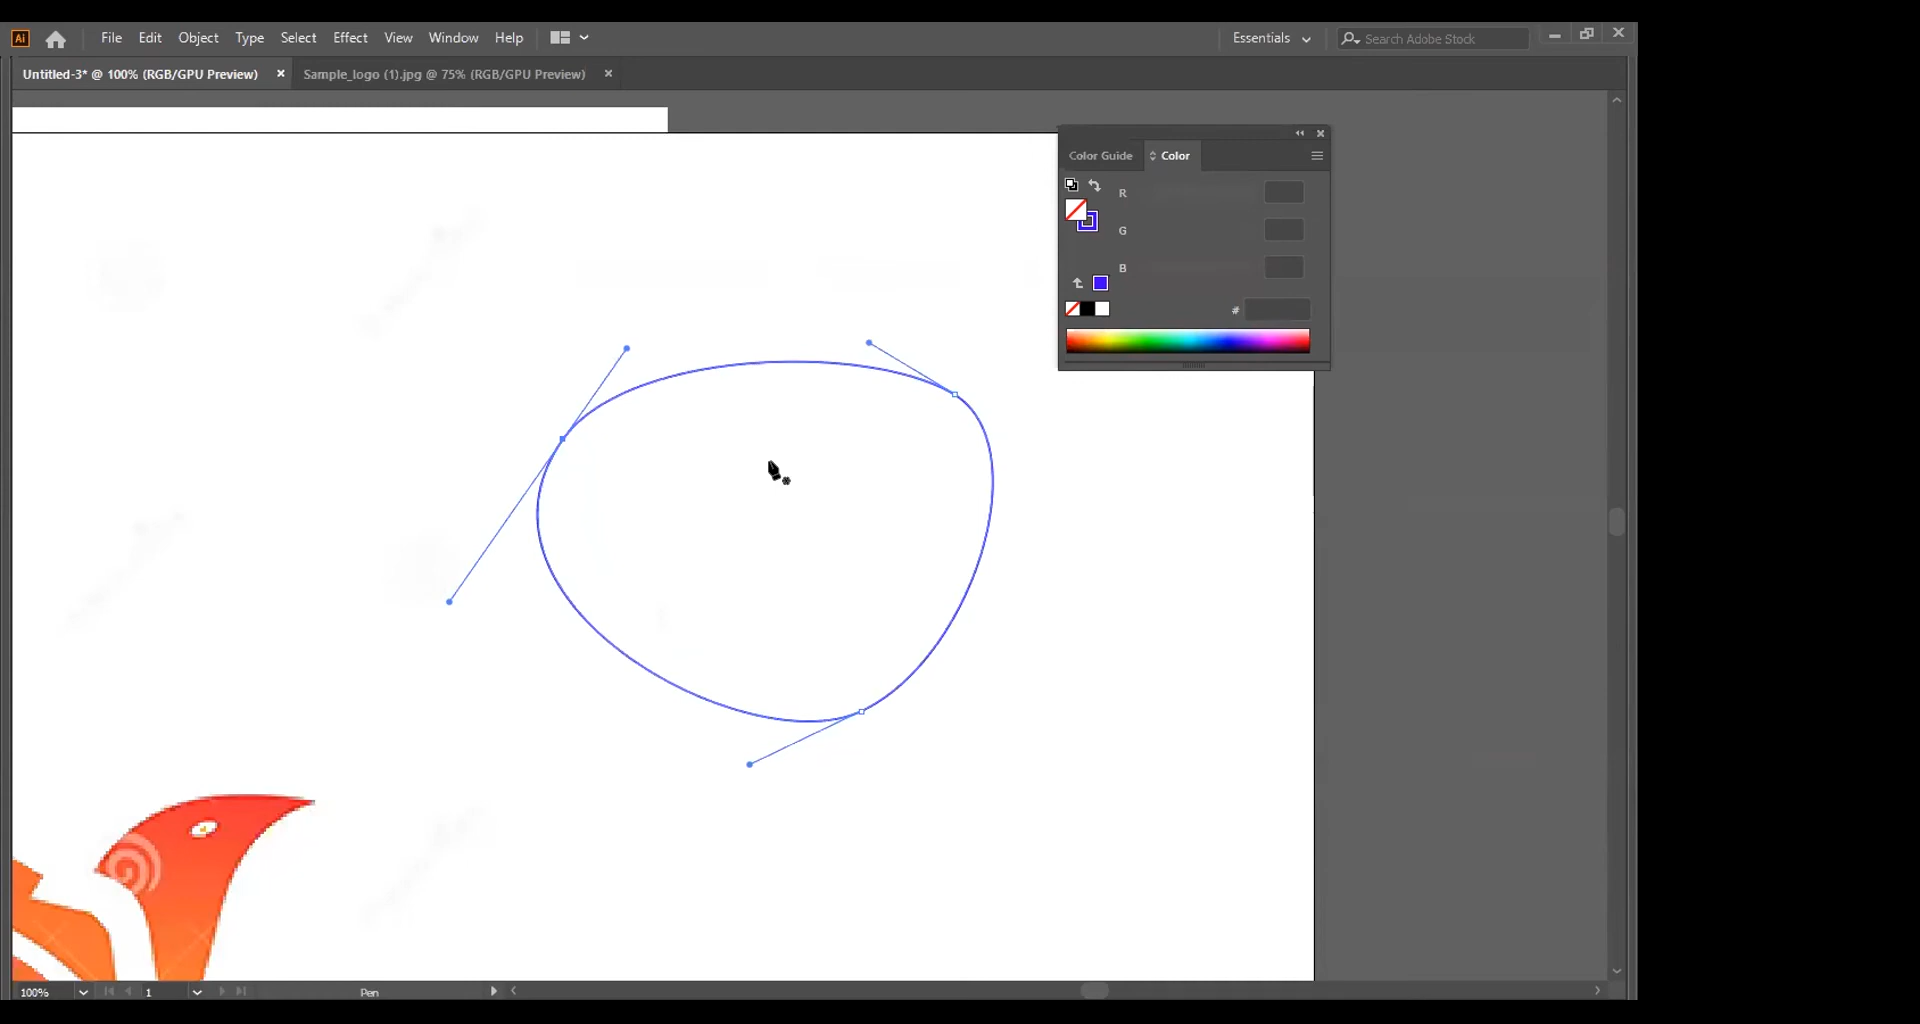 Ai File Edit Object Type Select Effect View Window Help Essentials Search Adobe Stock
Untitled-3* @ 100% (RGB/GPU Preview) Sample_logo (1).jpg @ 75% (RGB/GPU Preview)
Color Guide Color
R
G
B
#
100% 1 Pen